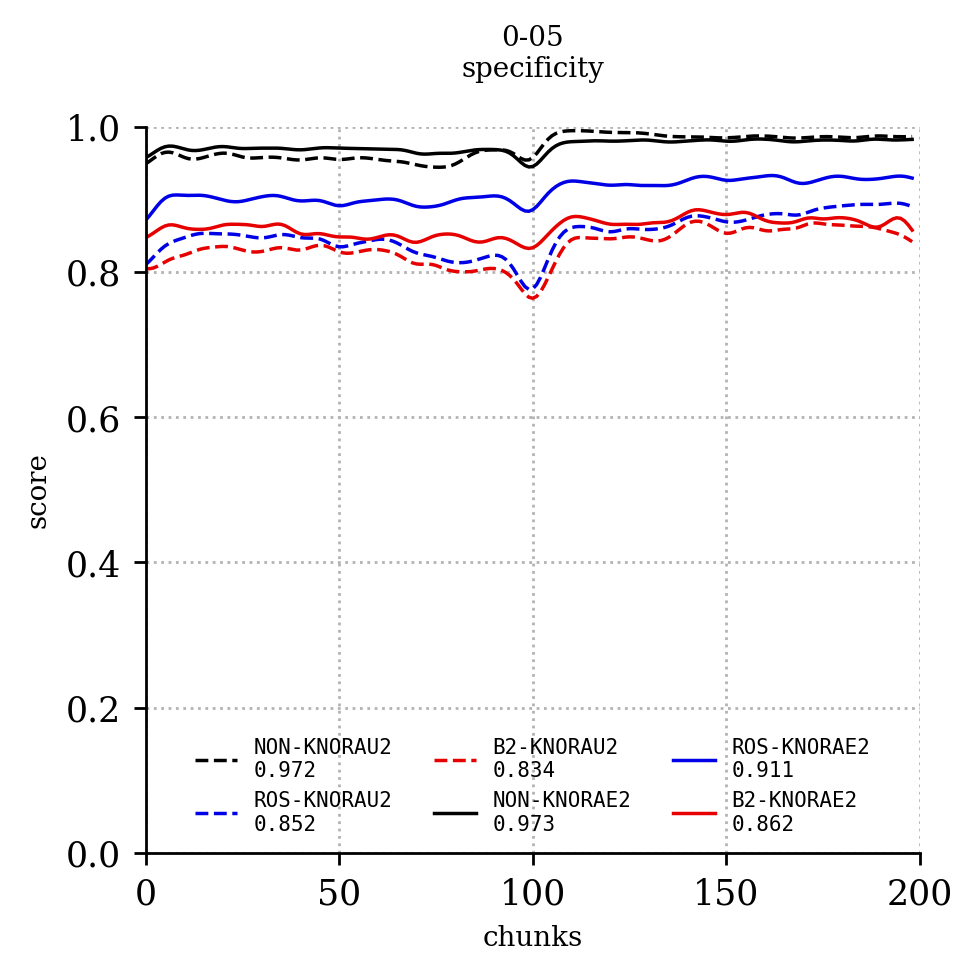 0-05
specificity
1.0
0.8
0.6
0.4
0.2
0.0
score
NON-KNORAU2
0.972
ROS-KNORAU2
0.852
B2-KNORAU2
0.834
NON-KNORAE2
0.973
ROS-KNORAE2
0.911
B2-KNORAE2
0.862
0 50 100 150 200
chunks